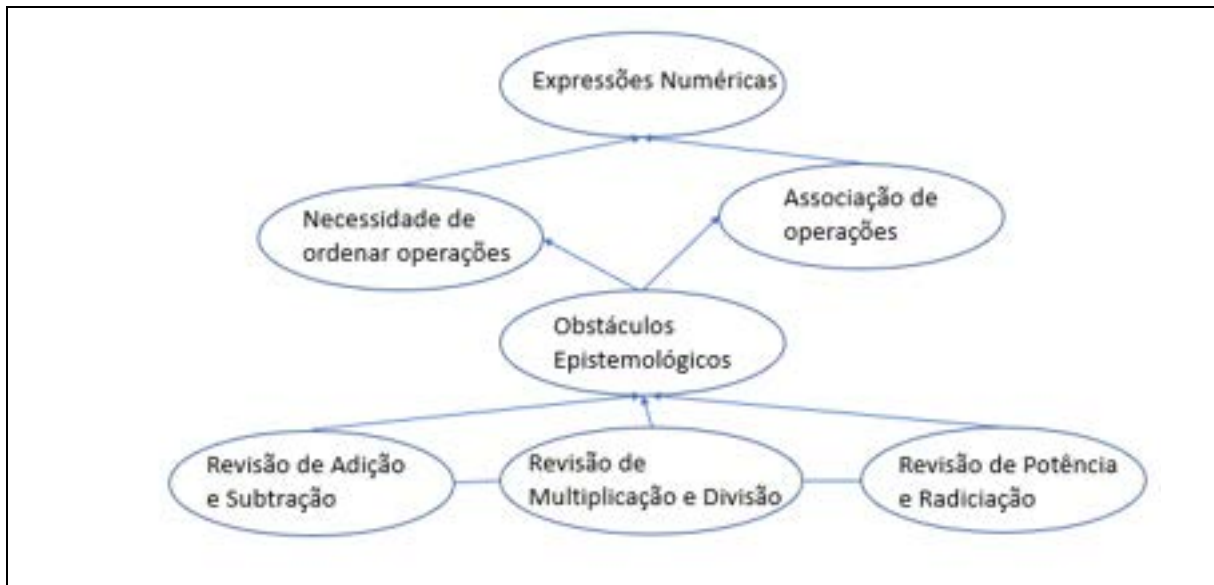 Expressões Numéricas
Necessidade de
ordenar operações
Associação de
operações
Obstáculos
Epistemológicos
Revisão de Adição
e Subtração
Revisão de
Multiplicação e Divisão
Revisão de Potência
e Radiciação